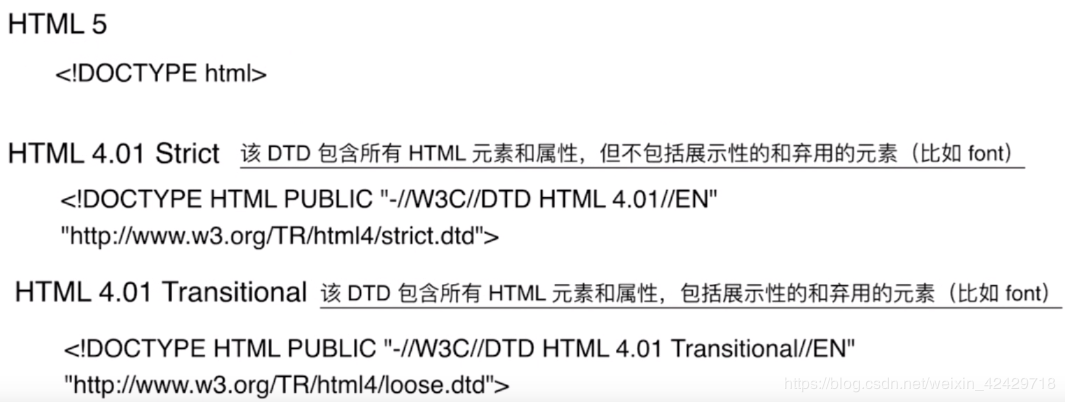 HTML 5
<!DOCTYPE html>
HTML 4.01 Strict 该 DTD 包含所有 HTML 元素和属性，但不包括展示性的和弃用的元素（比如 font）
<!DOCTYPE HTML PUBLIC "-//W3C//DTD HTML 4.01//EN"
"http://www.w3.org/TR/html4/strict.dtd">
HTML 4.01 Transitional 该 DTD 包含所有 HTML 元素和属性，包括展示性的和弃用的元素（比如 font）
<!DOCTYPE HTML PUBLIC "-//W3C//DTD HTML 4.01 Transitional//EN"
"http://www.w3.org/TR/html4/loose.dtd">
https://blog.csdn.net/weixin_42429718